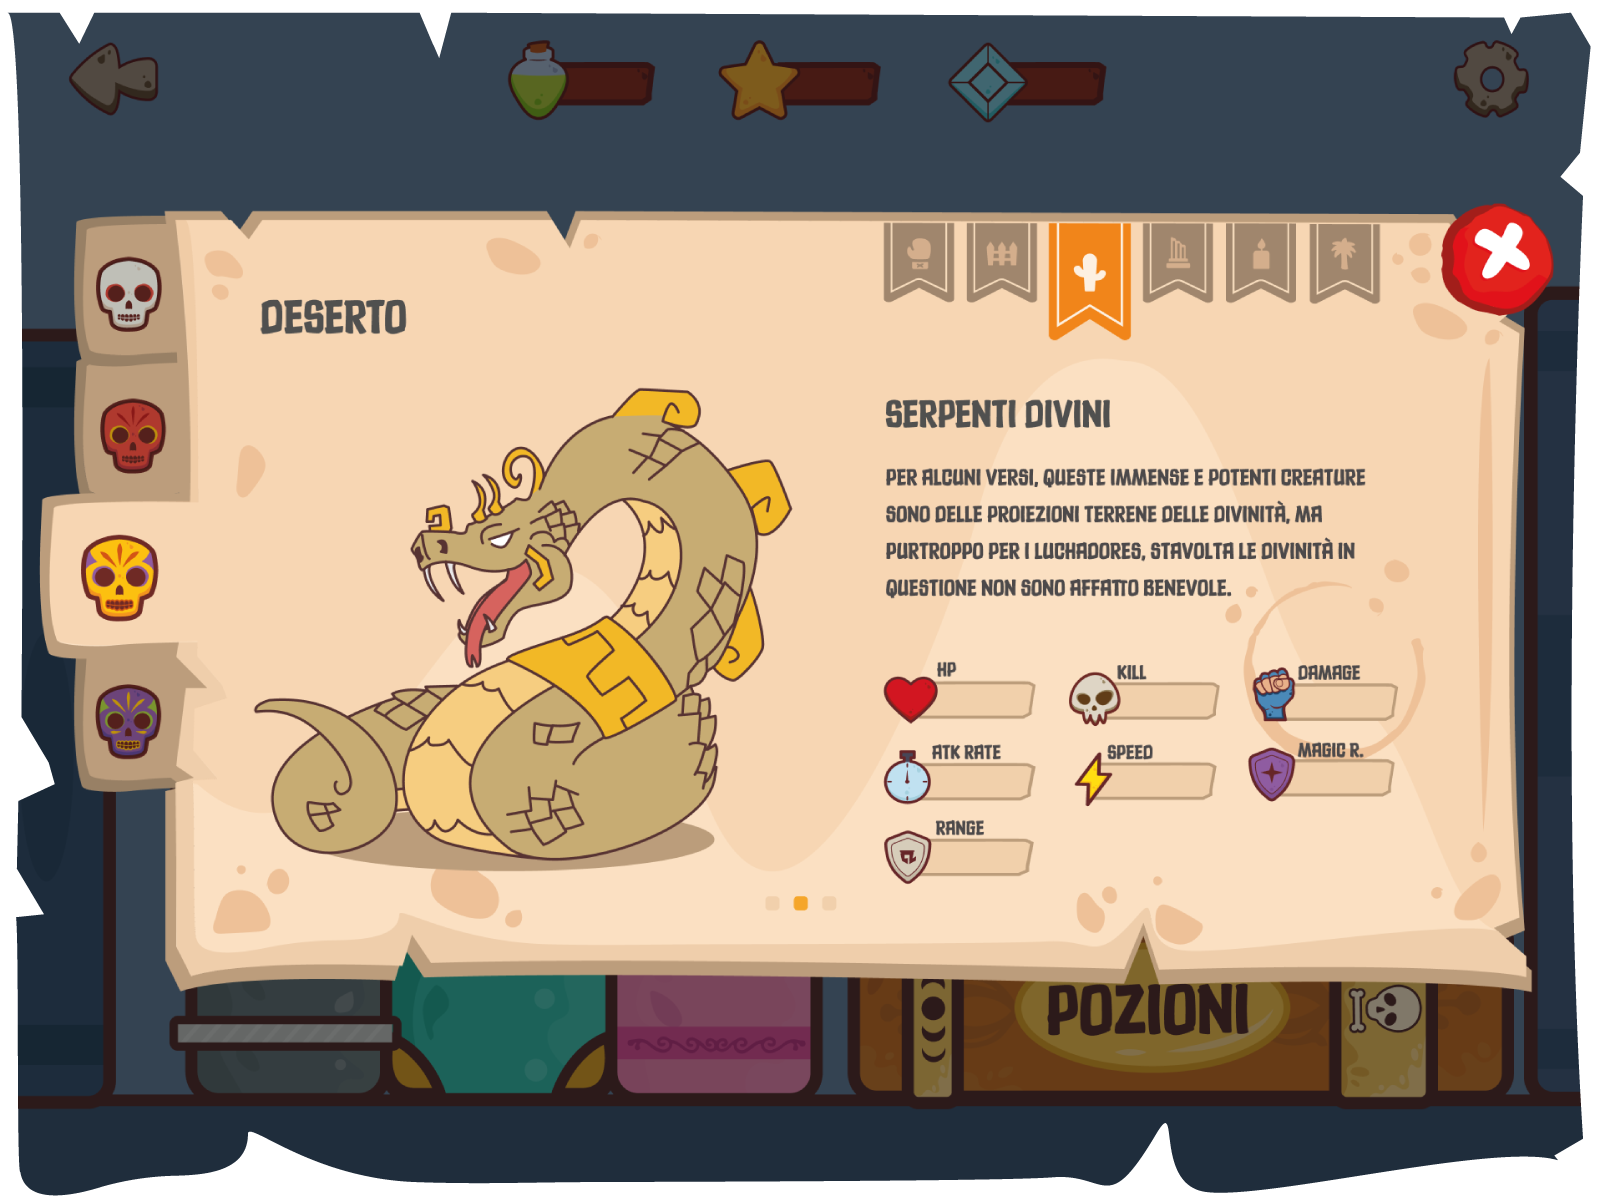 DESERTO
SERPENTI DIVINI
PER ALCUNI VERSI, QUESTE IMMENSE E POTENTI CREATURE
SONO DELLE PROIEZIONI TERRENE DELLE DIVINITÀ, MA
PURTROPPO PER I LUCHADORES, STAVOLTA LE DIVINITÀ IN
QUESTIONE NON SONO AFFATTO BENEVOLE.
HP
KILL
DAMAGE
ATK RATE
SPEED
MAGIC R.
RANGE
POZIONI